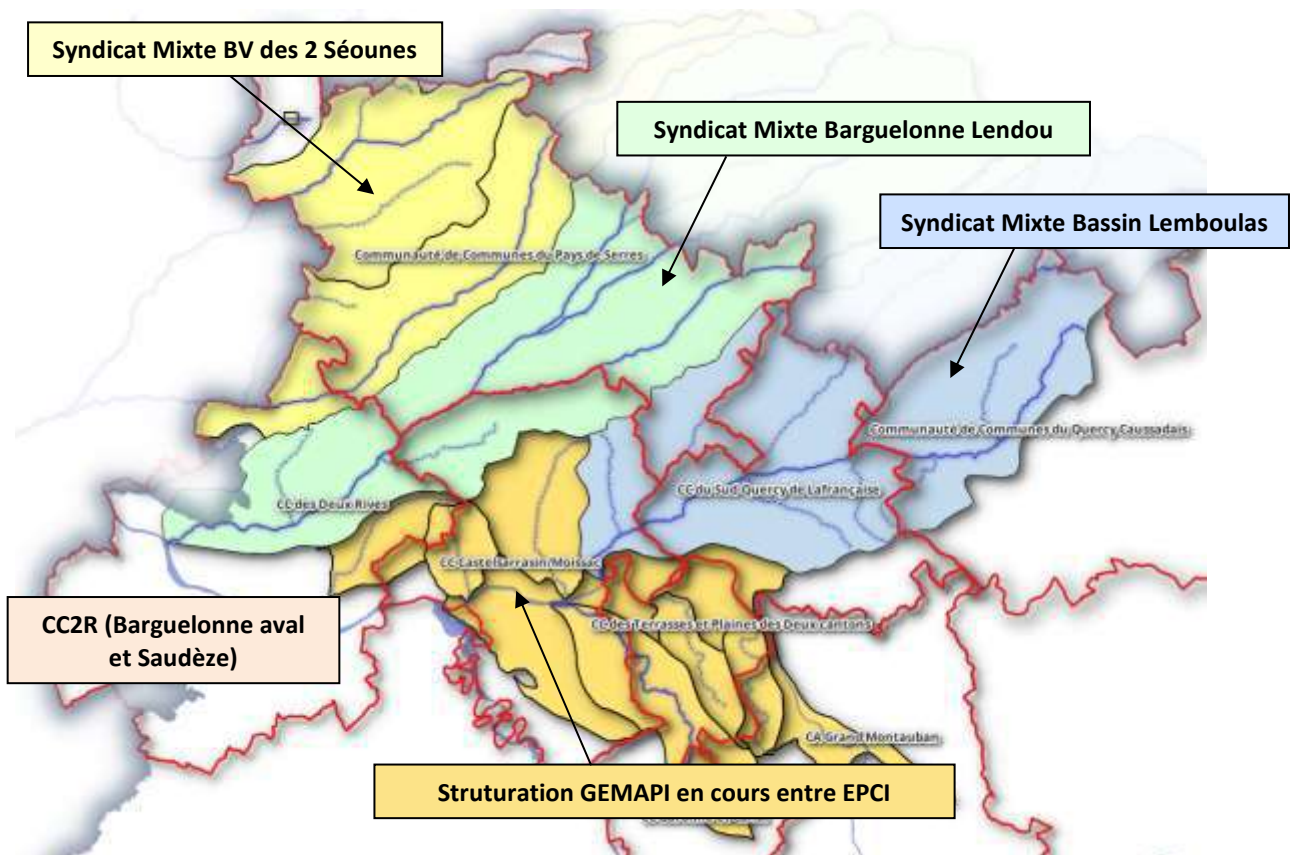 Syndicat Mixte BV des 2 Séounes
Syndicat Mixte Barguelonne Lendou
Syndicat Mixte Bassin Lemboulas
Communauté de Communes du Pays de Serres
Communauté de Communes du Quercy Caussadais
CC du Sud Quercy de Lafrançaise
CC des Deux Rives
CC Castelsarrasin/Moissac
CC2R (Barguelonne aval
et Saudèze)
CC des Terrasses et Plaines des Deux cantons
CA Grand Montauban
Struturation GEMAPI en cours entre EPCI